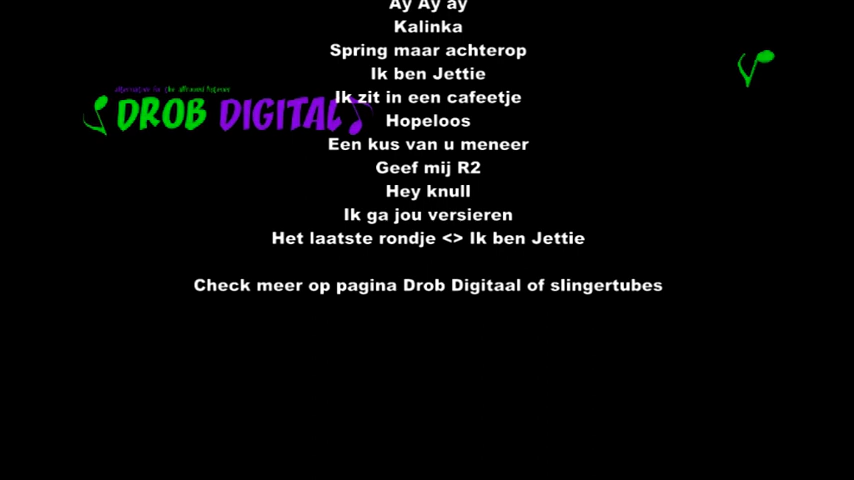 Ay Ay ay
Kalinka
Spring maar achterop
Ik ben Jettie
Ik zit in een cafeetje
DROB DIGITAL
Hopeloos
Een kus van u meneer
Geef mij R2
Hey knull
Ik ga jou versieren
Het laatste rondje <> Ik ben Jettie
Check meer op pagina Drob Digitaal of slingertubes